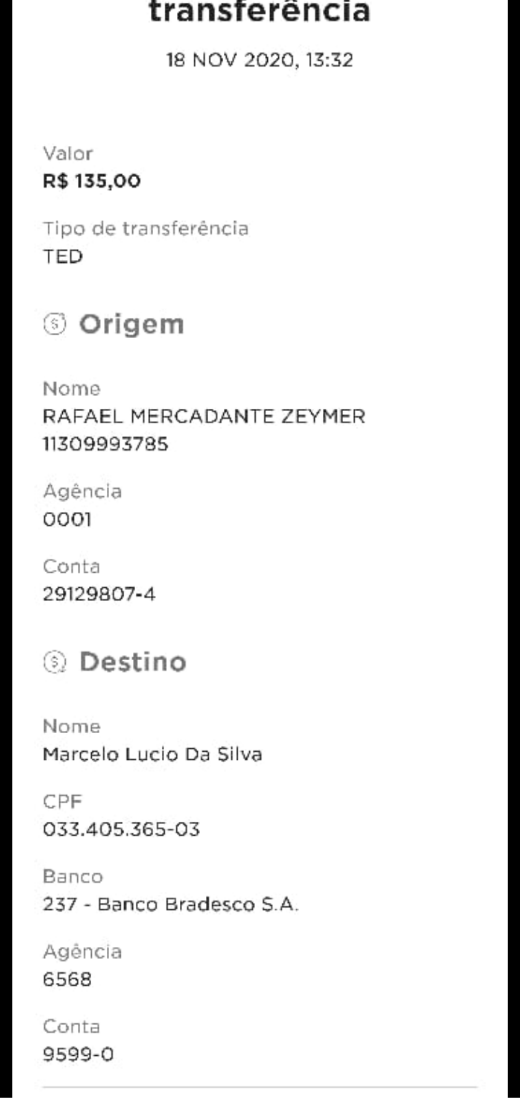 transferência
18 NOV 2020, 13:32
Valor
R$ 135,00
Tipo de transferência
TED
Origem
Nome
RAFAEL MERCADANTE ZEYMER
11309993785
Agência
0001
Conta
29129807-4
Destino
Nome
Marcelo Lucio Da Silva
CPF
033.405.365-03
Banco
237 - Banco Bradesco S.A.
Agência
6568
Conta
9599-0